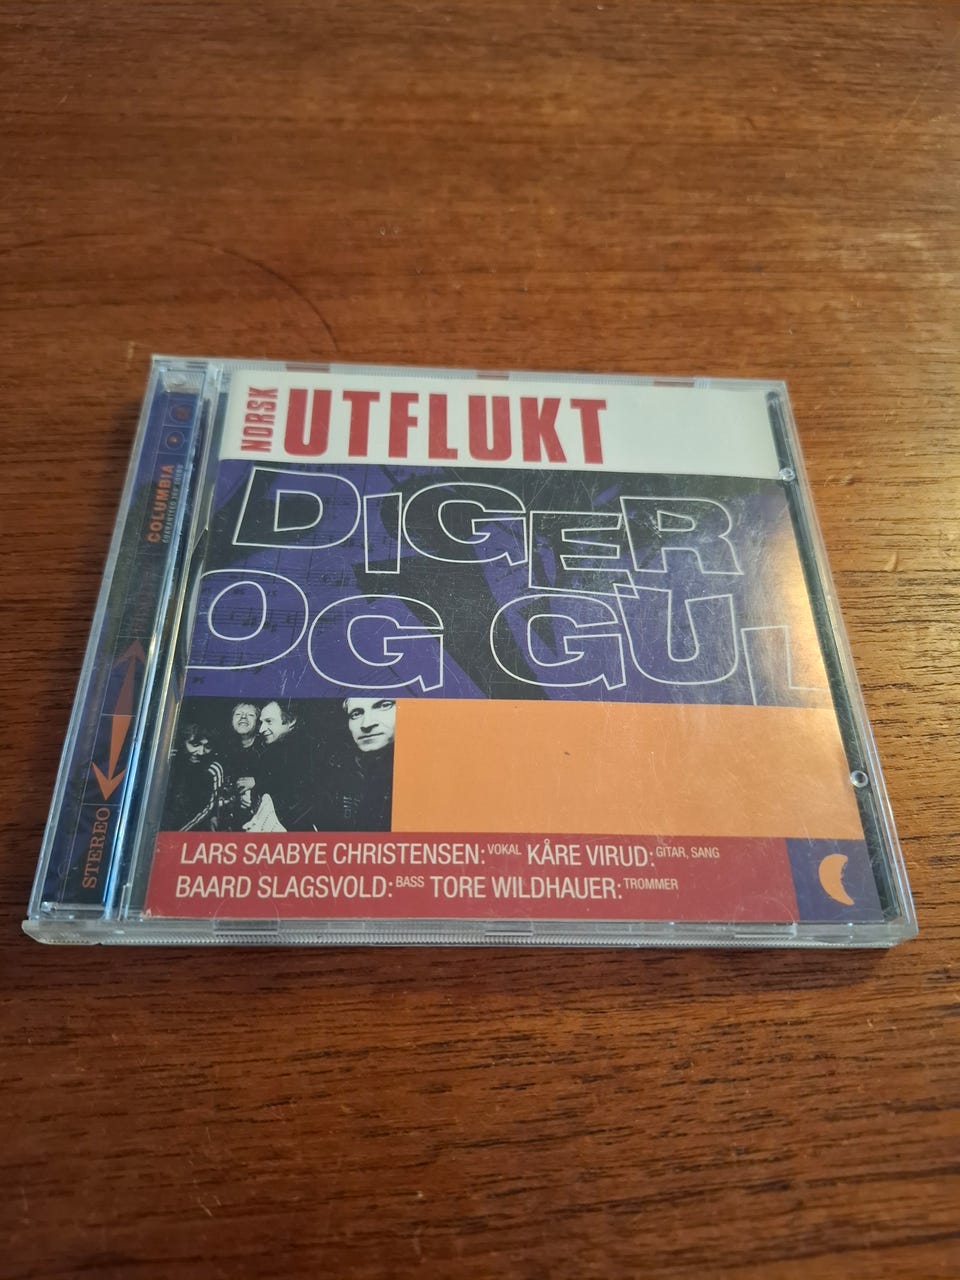 NORSK UTFLUKT
DIGER
OG GUL
LARS SAABYE CHRISTENSEN: VOKAL KÅRE VIRUD: GITAR, SANG
BAARD SLAGSVOLD: BASS TORE WILDHAUER: TROMMER
COLUMBIA
STEREO